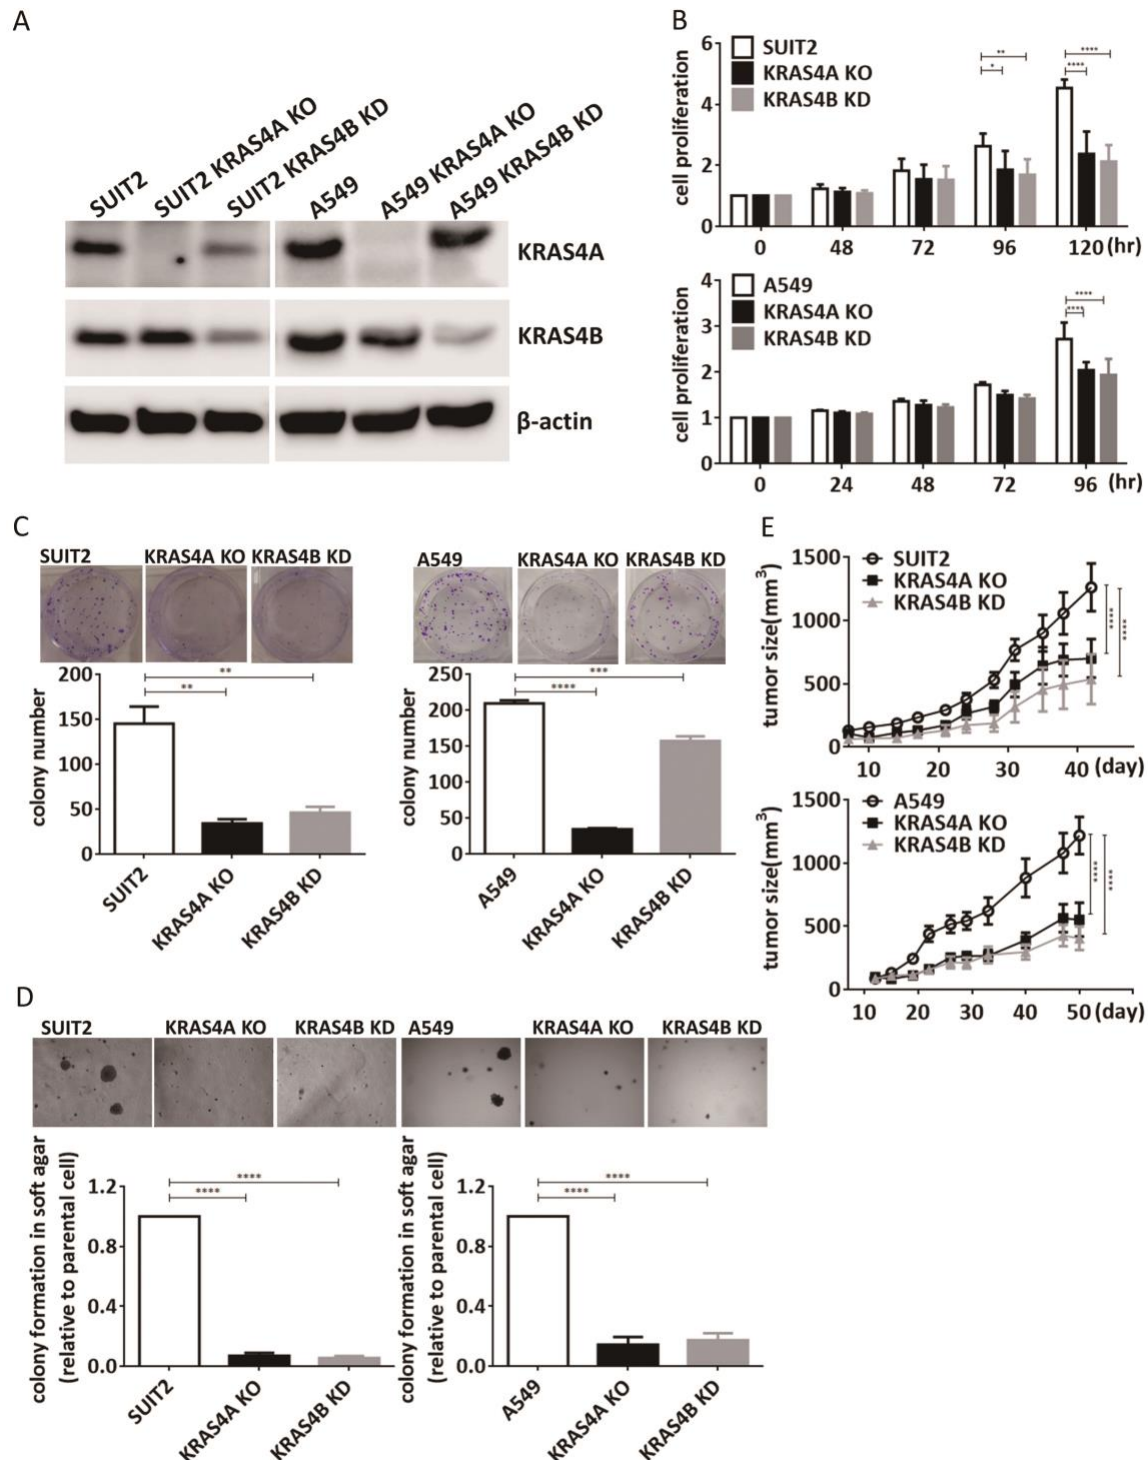 A
SUIT2
SUIT2 KRAS4A KO
SUIT2 KRAS4B KD
A549
A549 KRAS4A KO
A549 KRAS4B KD
KRAS4A
KRAS4B
β-actin
B
cell proliferation
6
4
2
0
SUIT2
KRAS4A KO
KRAS4B KD
**
*
****
****
0 48 72 96 120 (hr)
cell proliferation
4
3
2
1
0
A549
KRAS4A KO
KRAS4B KD
****
****
0 24 48 72 96 (hr)
C
SUIT2 KRAS4A KO KRAS4B KD
colony number
200
150
100
50
0
**
**
SUIT2
KRAS4A KO
KRAS4B KD
A549 KRAS4A KO KRAS4B KD
colony number
250
200
150
100
50
0
***
****
A549
KRAS4A KO
KRAS4B KD
D
SUIT2 KRAS4A KO KRAS4B KD A549 KRAS4A KO KRAS4B KD
colony formation in soft agar
(relative to parental cell)
1.2
0.8
0.4
0.0
****
****
SUIT2
KRAS4A KO
KRAS4B KD
colony formation in soft agar
(relative to parental cell)
1.2
0.8
0.4
0.0
****
****
A549
KRAS4A KO
KRAS4B KD
E
tumor size(mm³)
1500
1000
500
0
SUIT2
KRAS4A KO
KRAS4B KD
****
****
10 20 30 40 (day)
tumor size(mm³)
1500
1000
500
0
A549
KRAS4A KO
KRAS4B KD
****
****
10 20 30 40 50 (day)